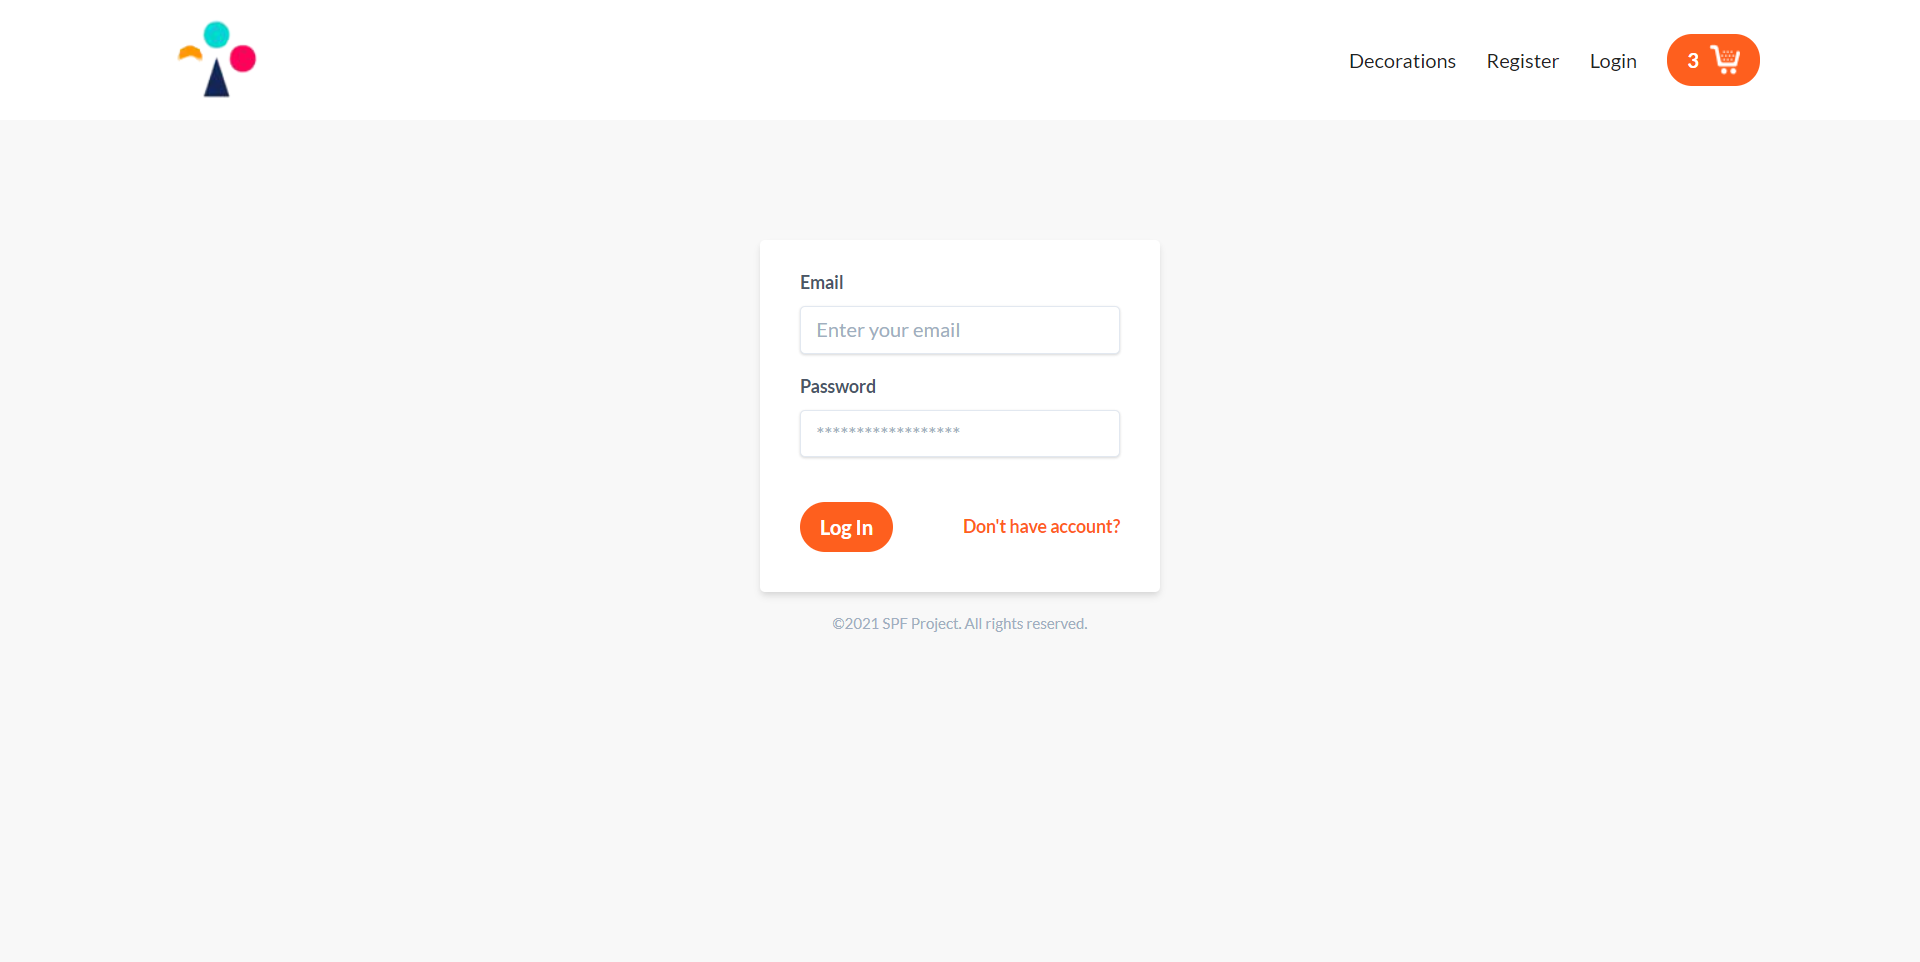 Decorations Register Login 3
Email
Enter your email
Password
******************
Log In Don't have account?
©2021 SPF Project. All rights reserved.